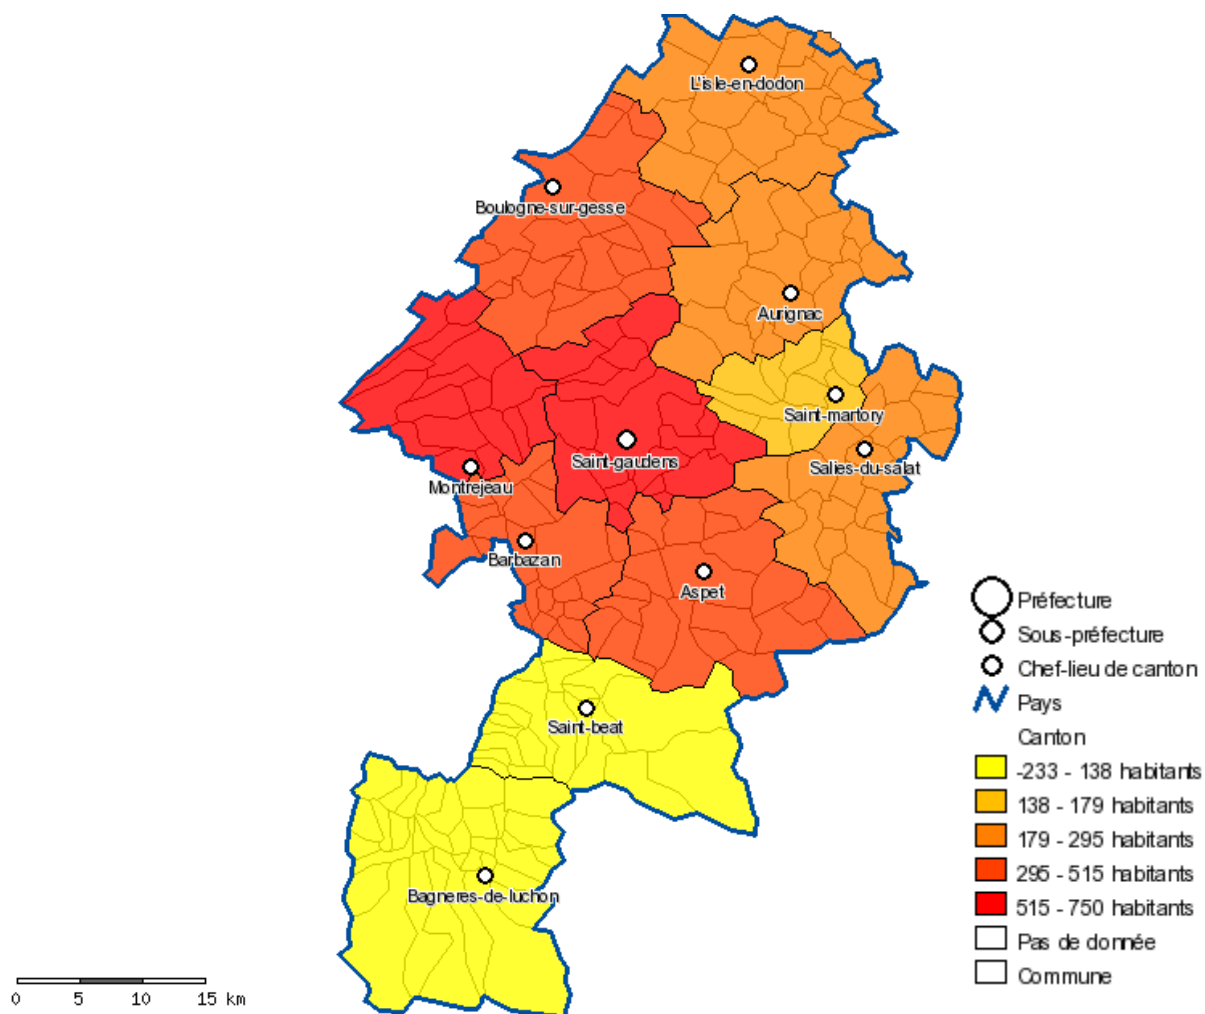 L'isle-en-dodon
Boulogne-sur-gesse
Aurignac
Saint-martory
Saint-gaudens
Salies-du-salat
Montrejeau
Barbazan
Aspet
Saint-beat
Bagneres-de-luchon
Préfecture
Sous-préfecture
Chef-lieu de canton
Pays
Canton
-233 - 138 habitants
138 - 179 habitants
179 - 295 habitants
295 - 515 habitants
515 - 750 habitants
Pas de donnée
Commune
0 5 10 15 km